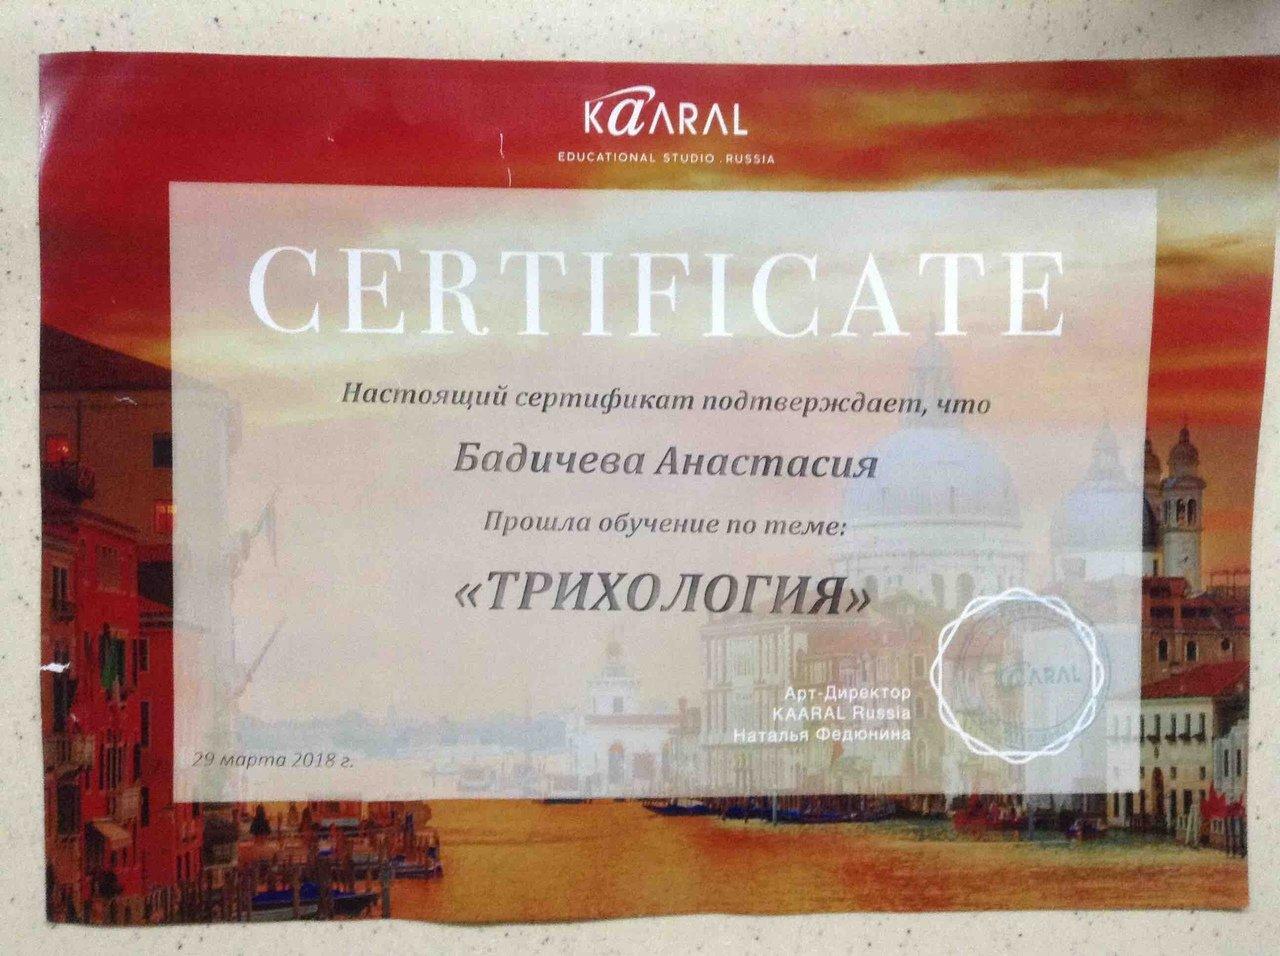 KAARAL
EDUCATIONAL STUDIO . RUSSIA
CERTIFICATE
Настоящий сертификат подтверждает, что
Бадичева Анастасия
Прошла обучение по теме:
«ТРИХОЛОГИЯ»
Арт-Директор
KAARAL Russia
Наталья Федюнина
KAARAL
29 марта 2018 г.